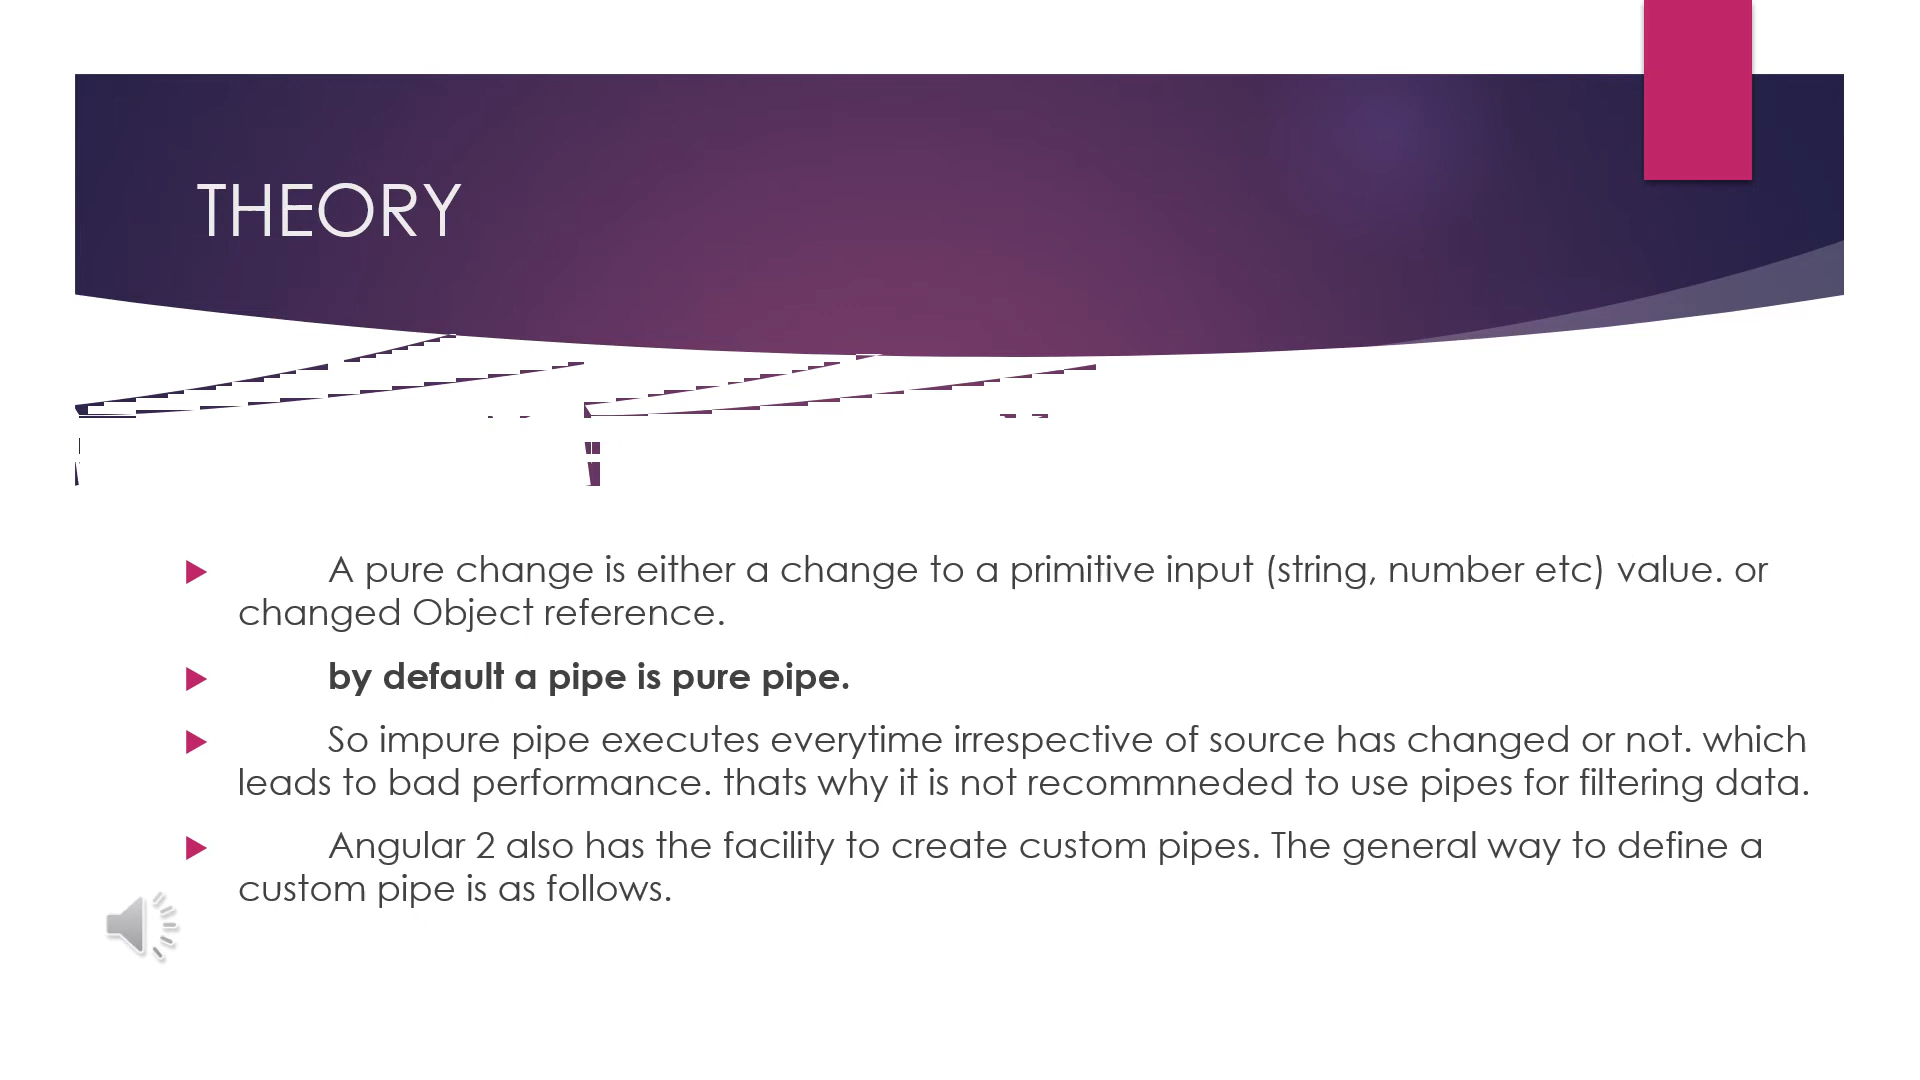 THEORY
A pure change is either a change to a primitive input (string, number etc) value. or
changed Object reference.
by default a pipe is pure pipe.
So impure pipe executes everytime irrespective of source has changed or not. which
leads to bad performance. thats why it is not recommneded to use pipes for filtering data.
Angular 2 also has the facility to create custom pipes. The general way to define a
custom pipe is as follows.